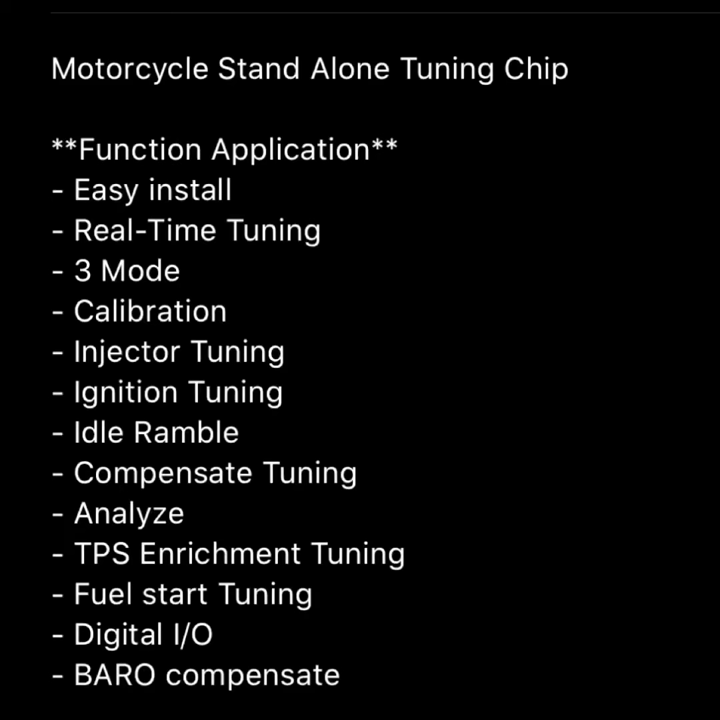 Motorcycle Stand Alone Tuning Chip
**Function Application**
- Easy install
- Real-Time Tuning
- 3 Mode
- Calibration
- Injector Tuning
- Ignition Tuning
- Idle Ramble
- Compensate Tuning
- Analyze
- TPS Enrichment Tuning
- Fuel start Tuning
- Digital I/O
- BARO compensate